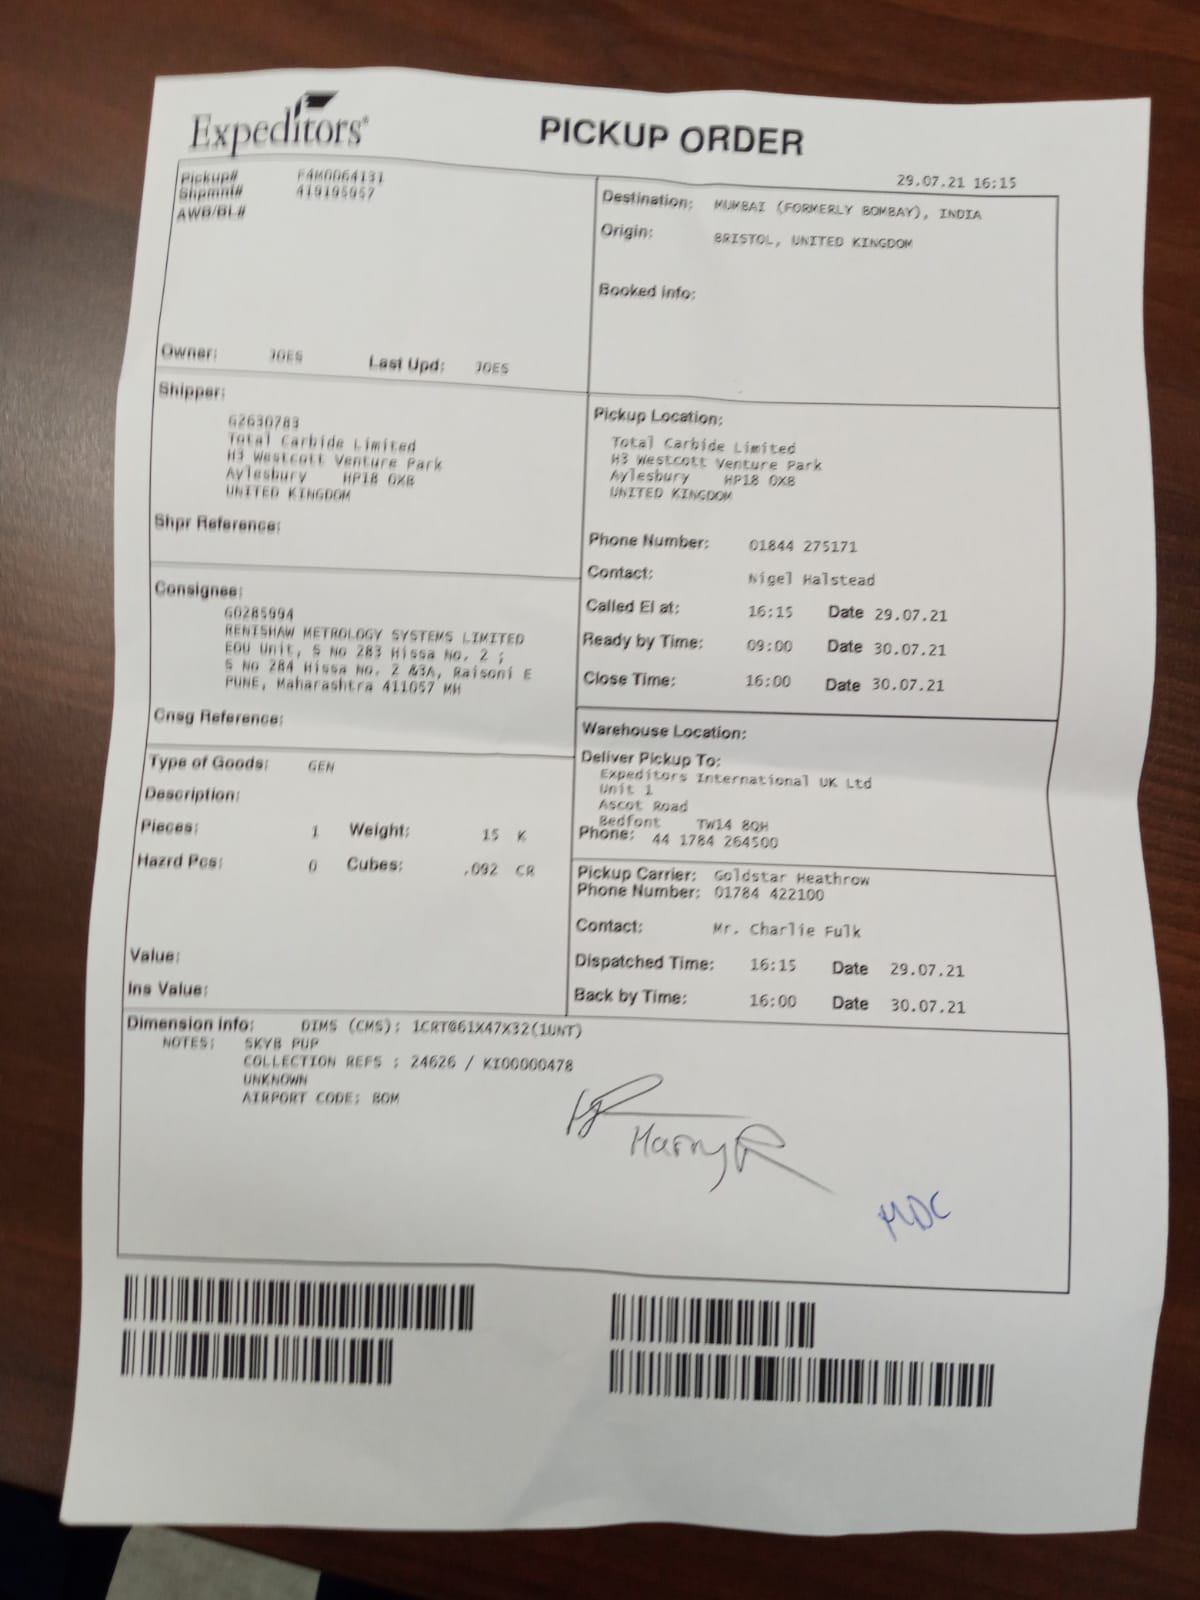 Expeditors®
PICKUP ORDER
29.07.21 16:15
Pickup# F4M0064131
Shpmnt# 419195957
AWB/BL#
Owner: JOES Last Upd: JOES
Destination: MUMBAI (FORMERLY BOMBAY), INDIA
Origin: BRISTOL, UNITED KINGDOM
Booked info:
Shipper:
G2630783
Total Carbide Limited
H3 Westcott Venture Park
Aylesbury HP18 0XB
UNITED KINGDOM
Shpr Reference:
Pickup Location:
Total Carbide Limited
H3 Westcott Venture Park
Aylesbury HP18 0XB
UNITED KINGDOM
Phone Number: 01844 275171
Contact: Nigel Halstead
Called EI at: 16:15 Date 29.07.21
Ready by Time: 09:00 Date 30.07.21
Close Time: 16:00 Date 30.07.21
Consignee:
G0285994
RENISHAW METROLOGY SYSTEMS LIMITED
EOU Unit, S No 283 Hissa No. 2 ;
S No 284 Hissa No. 2 &3A, Raisoni E
PUNE, Maharashtra 411057 MH
Cnsg Reference:
Warehouse Location:
Deliver Pickup To:
Expeditors International UK Ltd
Unit 1
Ascot Road
Bedfont TW14 8QH
Phone: 44 1784 264500
Type of Goods: GEN
Description:
Pieces: 1 Weight: 15 K
Hazrd Pcs: 0 Cubes: .092 CR
Value:
Ins Value:
Pickup Carrier: Goldstar Heathrow
Phone Number: 01784 422100
Contact: Mr. Charlie Fulk
Dispatched Time: 16:15 Date 29.07.21
Back by Time: 16:00 Date 30.07.21
Dimension info: DIMS (CMS): 1CRT@61X47X32(1UNT)
NOTES: SKYB PUP
COLLECTION REFS : 24626 / KI00000478
UNKNOWN
AIRPORT CODE: BOM
Harry R
MDC